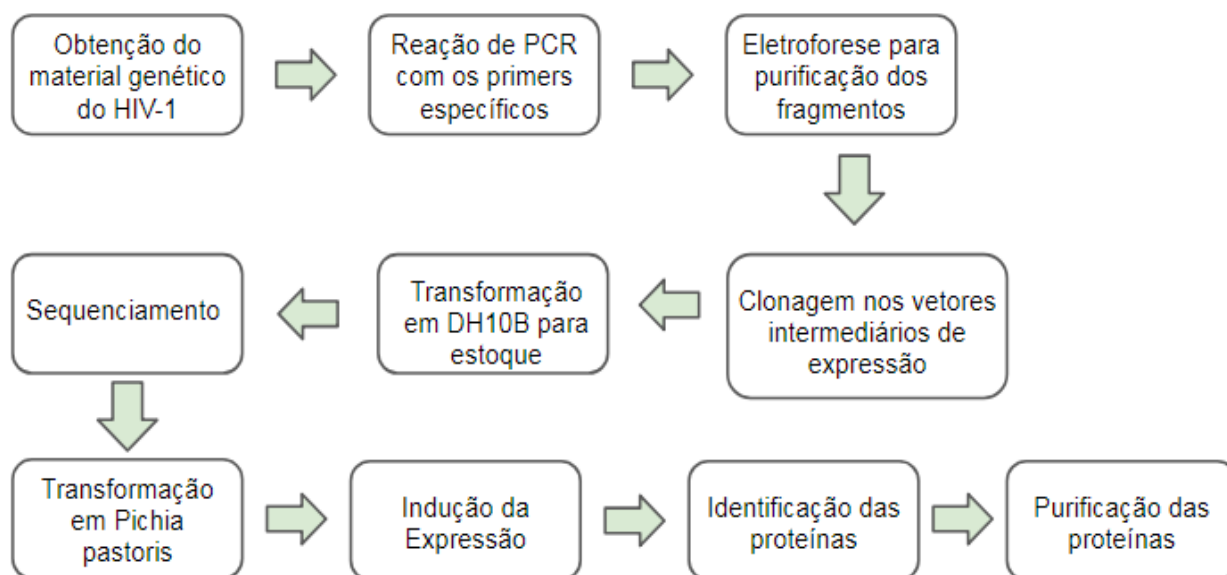 Obtenção do
material genético
do HIV-1
Reação de PCR
com os primers
específicos
Eletroforese para
purificação dos
fragmentos
Clonagem nos vetores
intermediários de
expressão
Transformação
em DH10B para
estoque
Sequenciamento
Transformação
em Pichia
pastoris
Indução da
Expressão
Identificação das
proteínas
Purificação das
proteínas